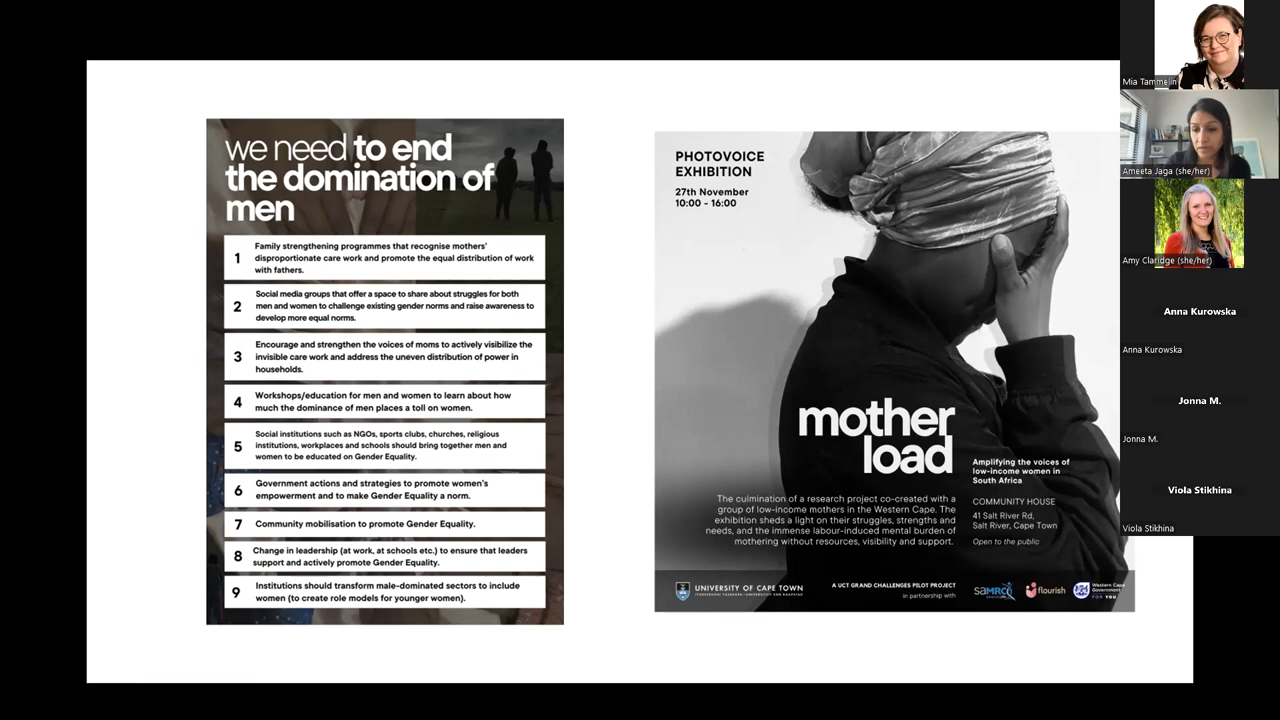 we need to end
the domination of
men
1
Family strengthening programmes that recognise mothers'
disproportionate care work and promote the equal distribution of work
with fathers.
2
Social media groups that offer a space to share about struggles for both
men and women to challenge existing gender norms and raise awareness to
develop more equal norms.
3
Encourage and strengthen the voices of moms to actively visibilize the
invisible care work and address the uneven distribution of power in
households.
4
Workshops/education for men and women to learn about how
much the dominance of men places a toll on women.
5
Social institutions such as NGOs, sports clubs, churches, religious
institutions, workplaces and schools should bring together men and
women to be educated on Gender Equality.
6
Government actions and strategies to promote women's
empowerment and to make Gender Equality a norm.
7
Community mobilisation to promote Gender Equality.
8
Change in leadership (at work, at schools etc.) to ensure that leaders
support and actively promote Gender Equality.
9
Institutions should transform male-dominated sectors to include
women (to create role models for younger women).
PHOTOVOICE
EXHIBITION
27th November
10:00 - 16:00
mother
load
The culmination of a research project co-created with a
group of low-income mothers in the Western Cape. The
exhibition sheds a light on their struggles, strengths and
needs, and the immense labour-induced mental burden of
mothering without resources, visibility and support.
Amplifying the voices of
low-income women in
South Africa
COMMUNITY HOUSE
41 Salt River Rd,
Salt River, Cape Town
Open to the public
UNIVERSITY OF CAPE TOWN
A UCT GRAND CHALLENGES PILOT PROJECT
in partnership with
saMRC
flourish
Western Cape
Government
FOR YOU
Mia Tammelin
Ameeta Jaga (she/her)
Amy Claridge (she/her)
Anna Kurowska
Anna Kurowska
Jonna M.
Jonna M.
Viola Stikhina
Viola Stikhina